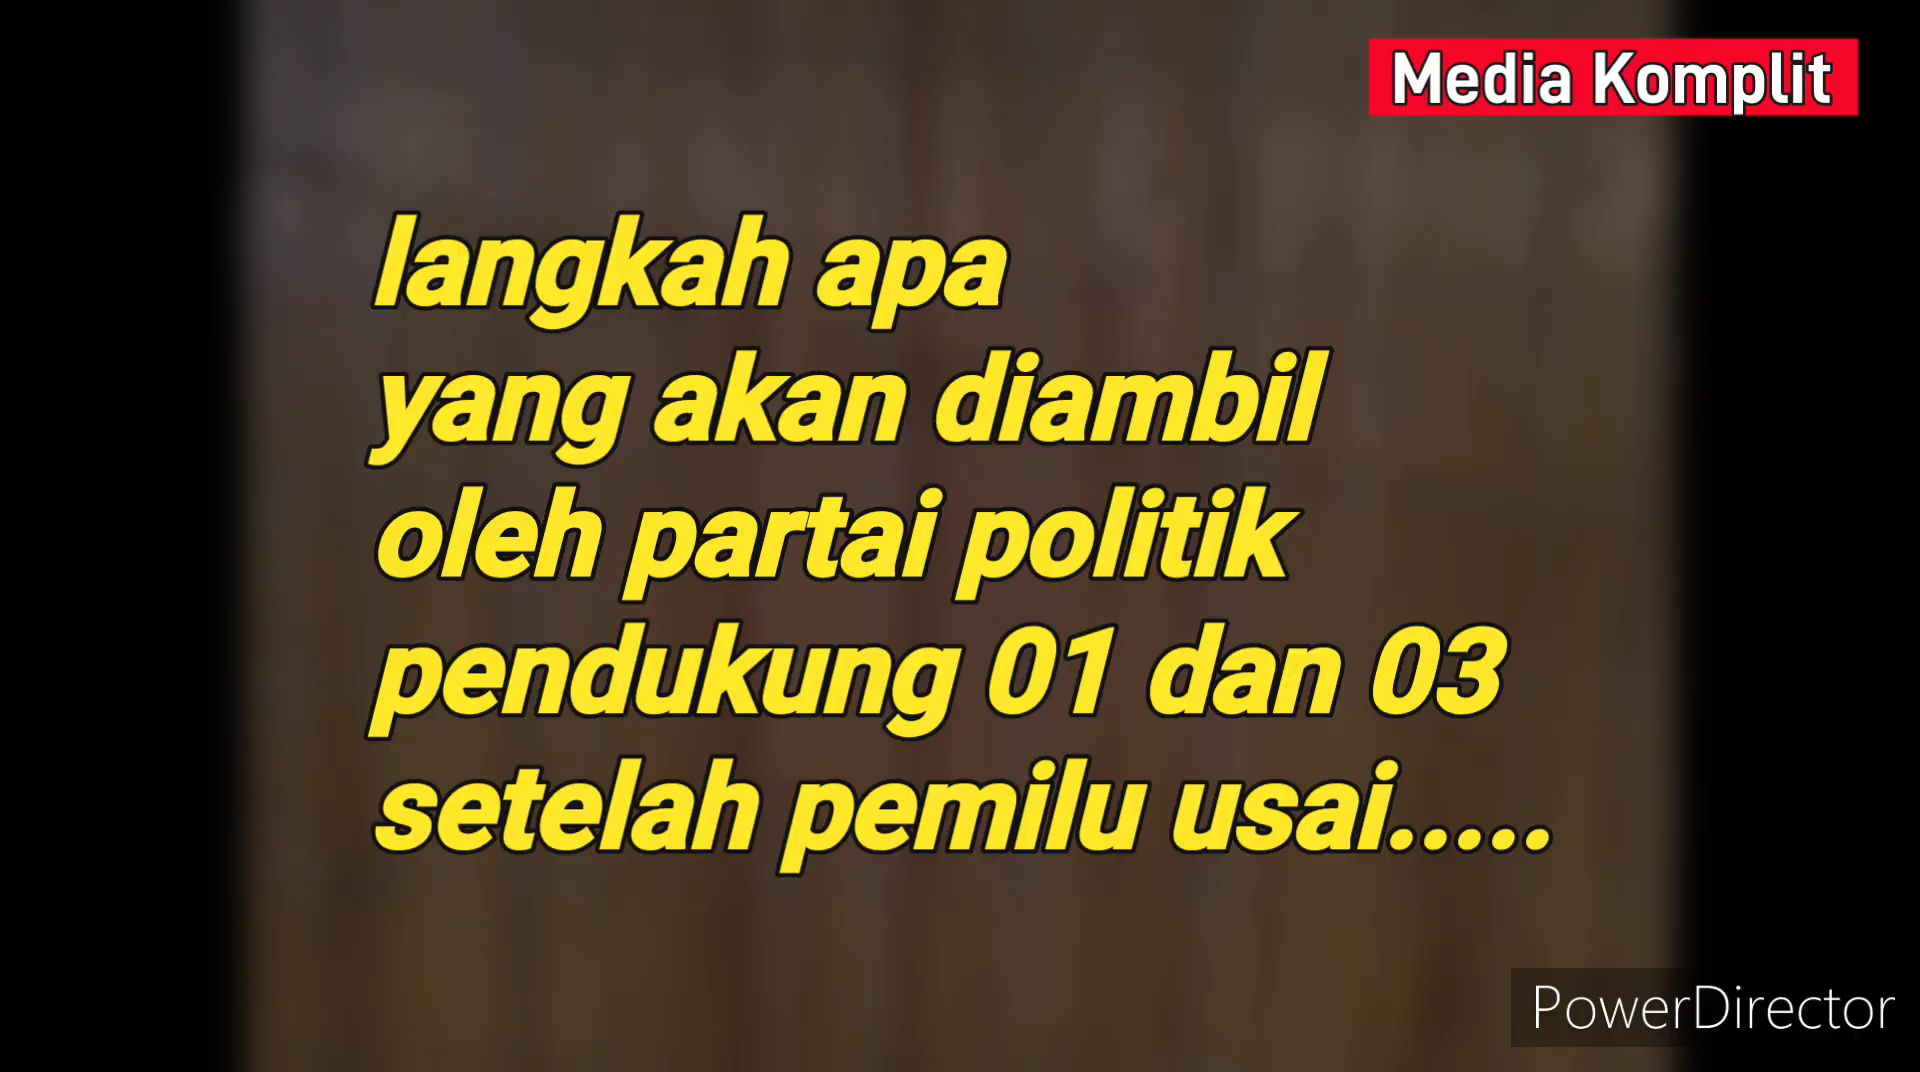 Media Komplit
langkah apa
yang akan diambil
oleh partai politik
pendukung 01 dan 03
setelah pemilu usai.....
PowerDirector